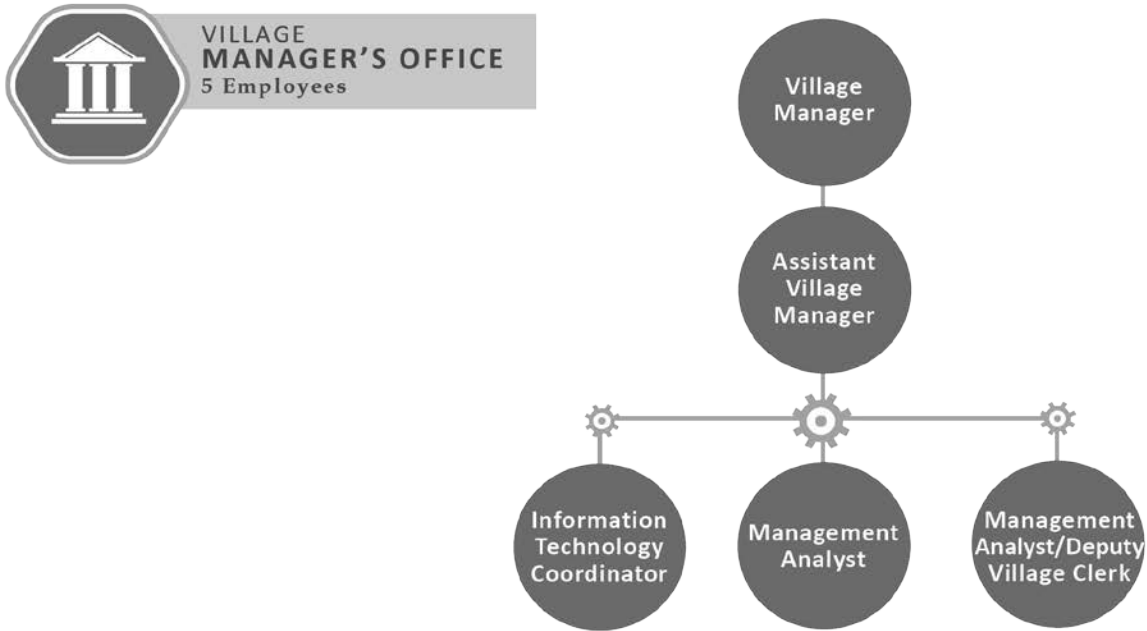 VILLAGE
MANAGER’S OFFICE
5 Employees
Village
Manager
Assistant
Village
Manager
Information
Technology
Coordinator
Management
Analyst
Management
Analyst/Deputy
Village Clerk